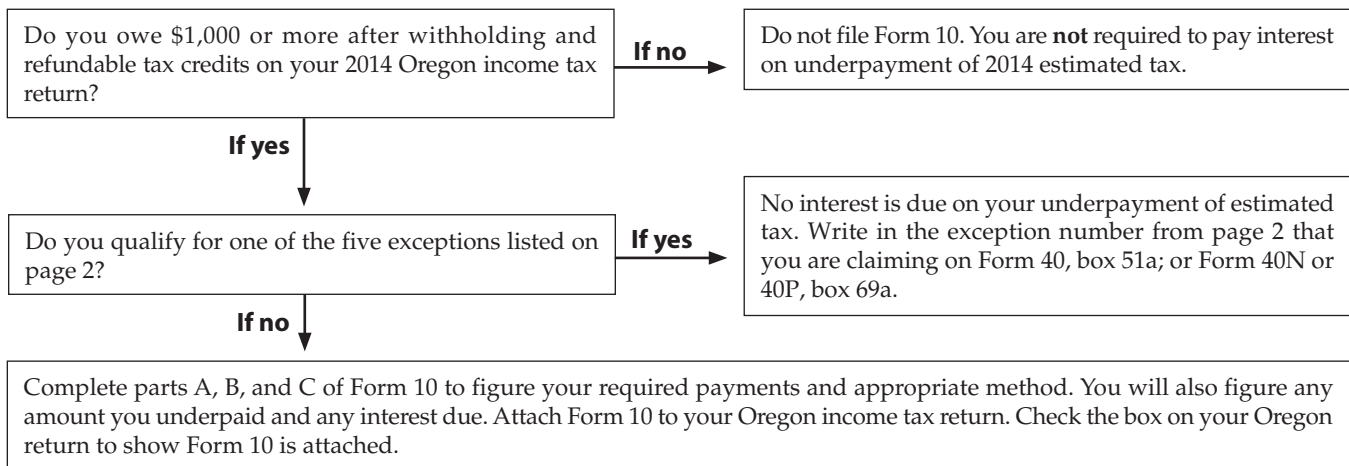 Do you owe $1,000 or more after withholding and
refundable tax credits on your 2014 Oregon income tax
return?
If no
Do not file Form 10. You are not required to pay interest
on underpayment of 2014 estimated tax.
If yes
Do you qualify for one of the five exceptions listed on
page 2?
If yes
No interest is due on your underpayment of estimated
tax. Write in the exception number from page 2 that
you are claiming on Form 40, box 51a; or Form 40N or
40P, box 69a.
If no
Complete parts A, B, and C of Form 10 to figure your required payments and appropriate method. You will also figure any
amount you underpaid and any interest due. Attach Form 10 to your Oregon income tax return. Check the box on your Oregon
return to show Form 10 is attached.